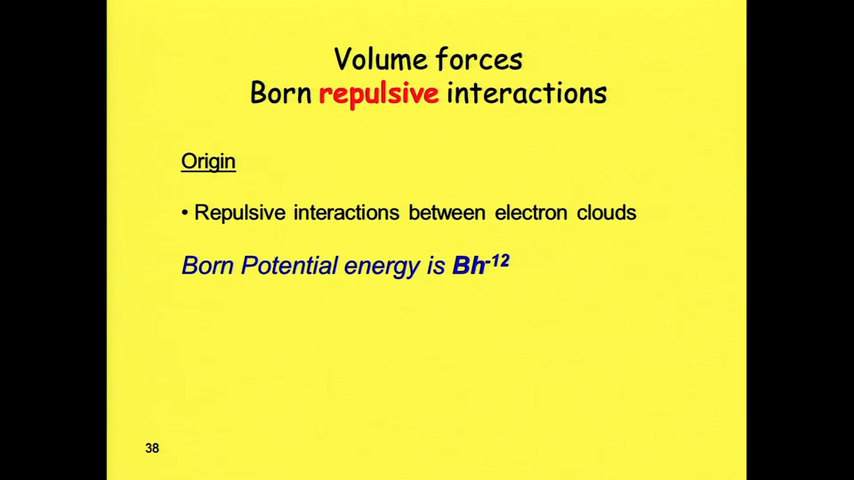 Volume forces
Born repulsive interactions
Origin
• Repulsive interactions between electron clouds
Born Potential energy is Bh⁻¹²
38